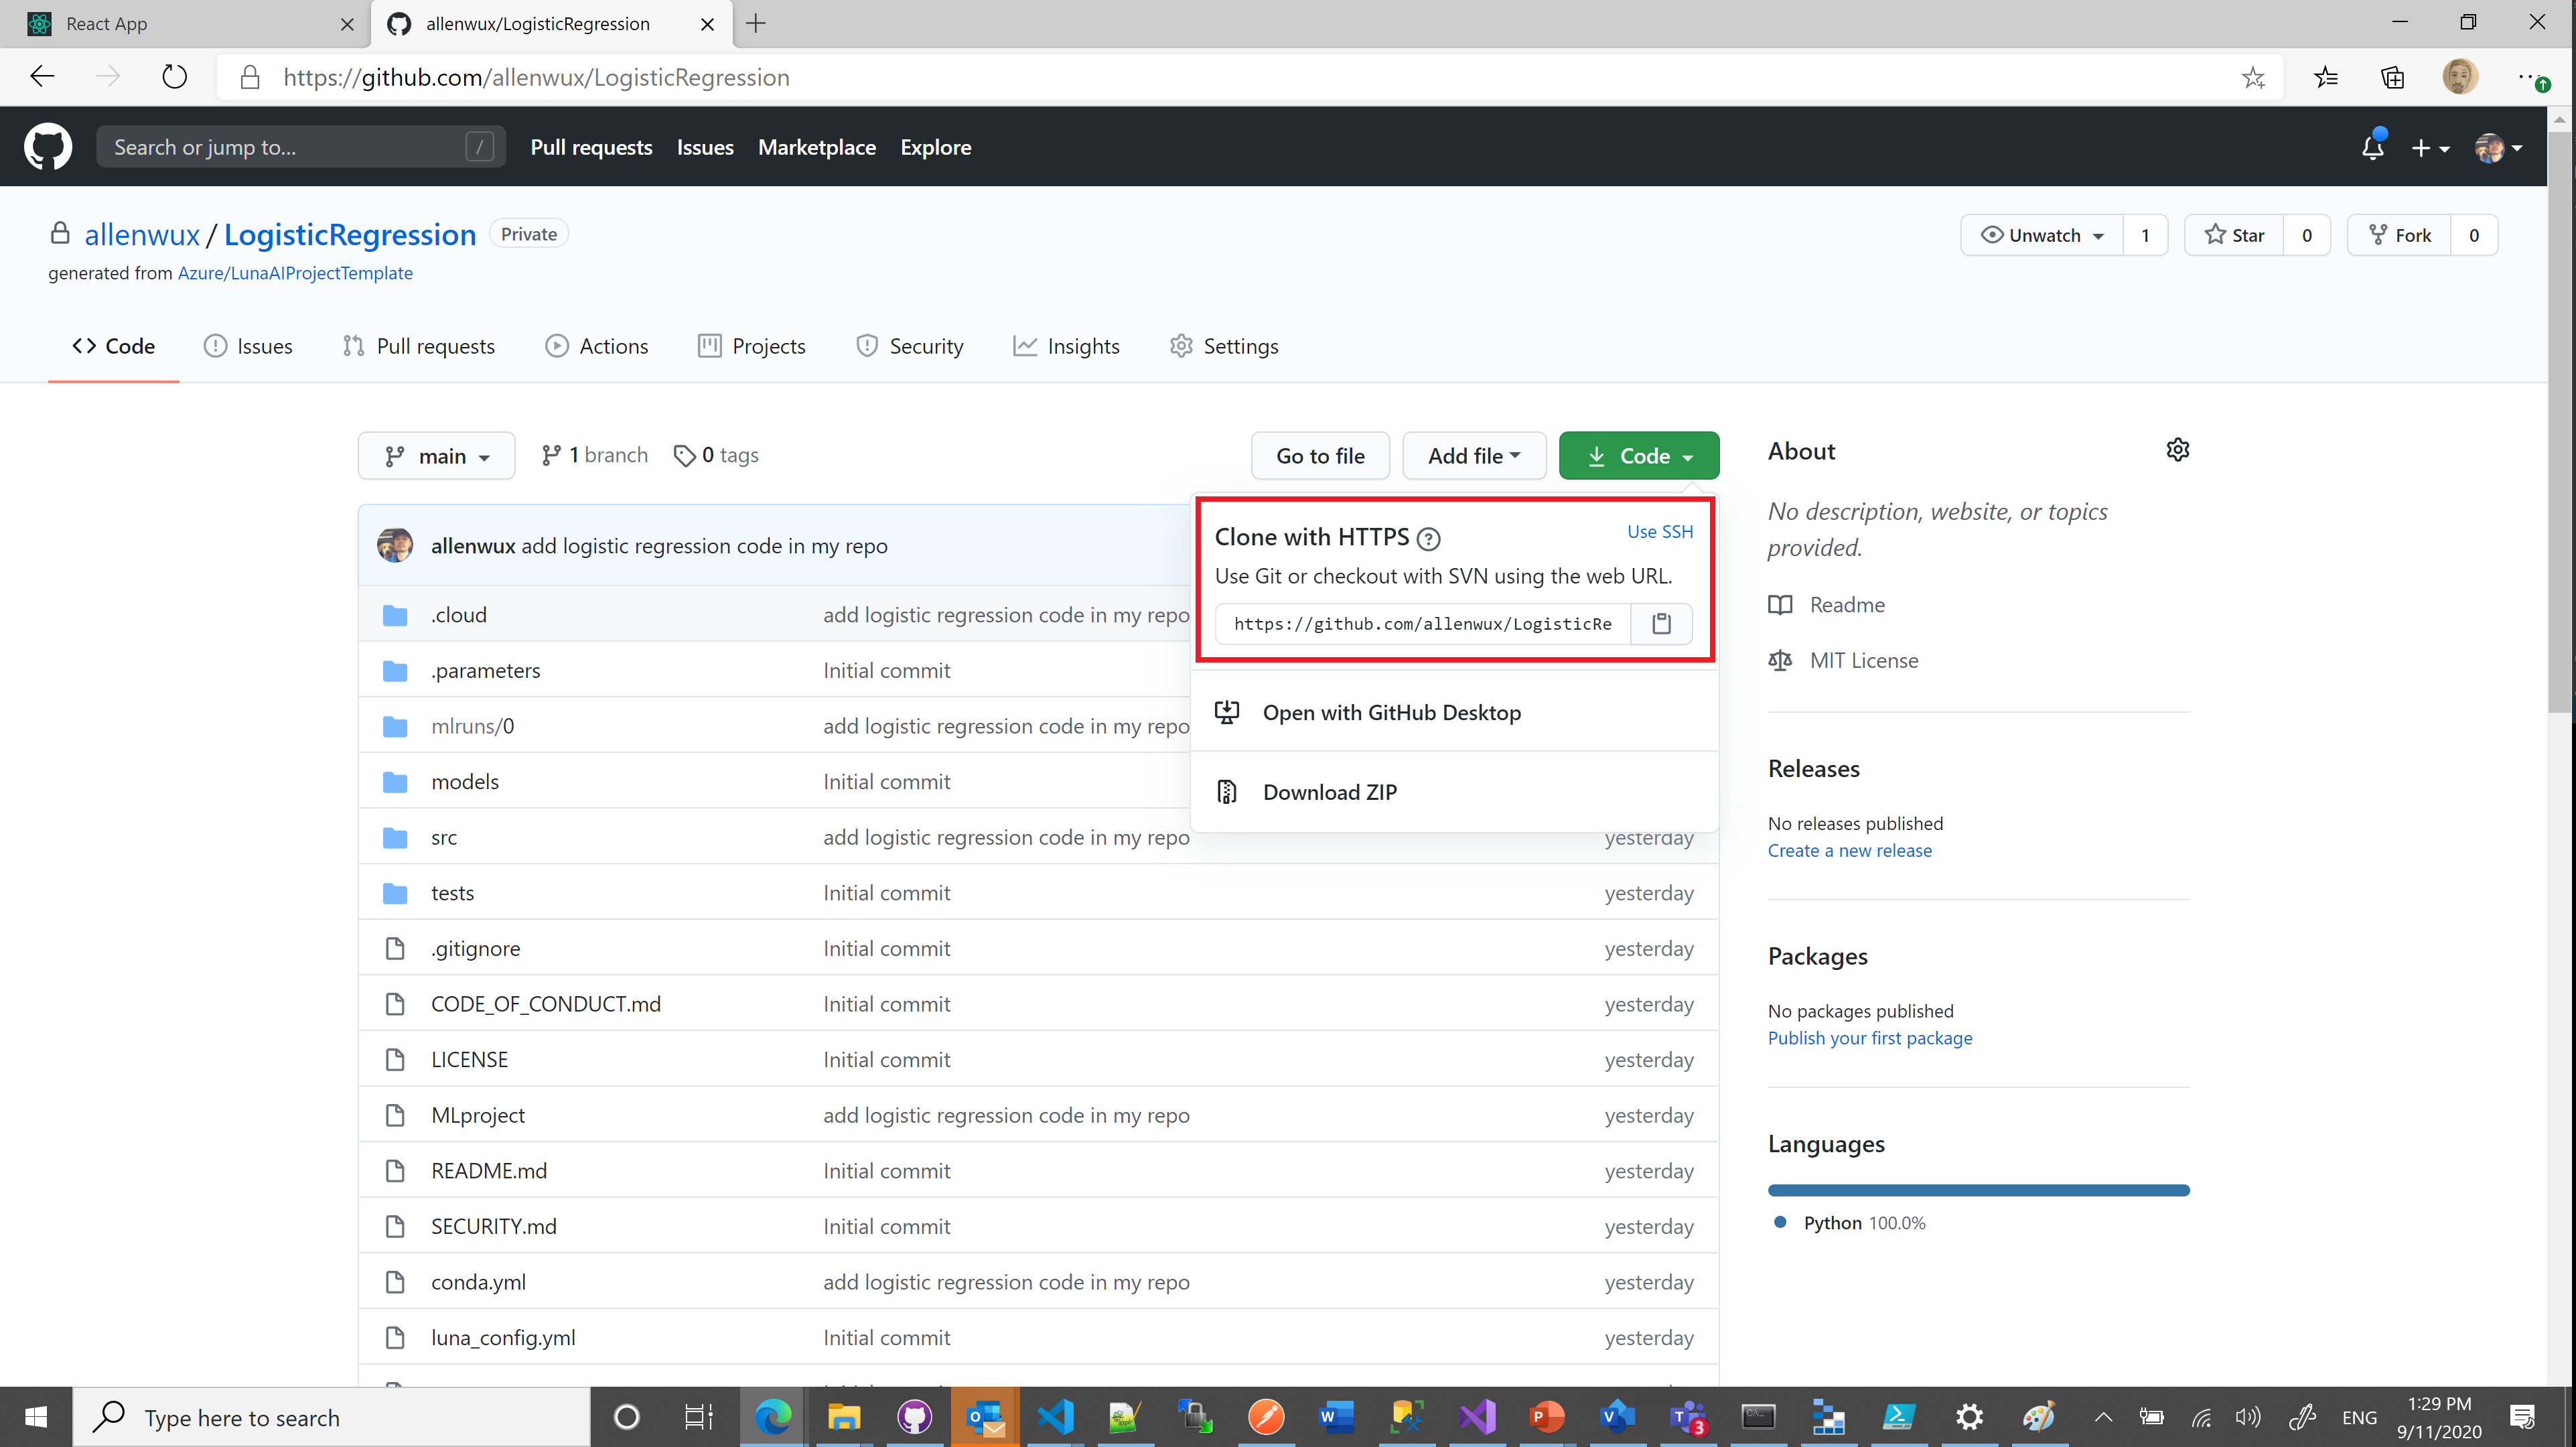 React App
allenwux/LogisticRegression
https://github.com/allenwux/LogisticRegression
Search or jump to... /
Pull requests Issues Marketplace Explore
allenwux / LogisticRegression Private
Unwatch 1 Star 0 Fork 0
generated from Azure/LunaAIProjectTemplate
Code Issues Pull requests Actions Projects Security Insights Settings
main 1 branch 0 tags Go to file Add file Code
allenwux add logistic regression code in my repo
Clone with HTTPS ? Use SSH
Use Git or checkout with SVN using the web URL.
https://github.com/allenwux/LogisticRe
Open with GitHub Desktop
Download ZIP
.cloud add logistic regression code in my repo
.parameters Initial commit
mlruns/0 add logistic regression code in my repo
models Initial commit
src add logistic regression code in my repo yesterday
tests Initial commit yesterday
.gitignore Initial commit yesterday
CODE_OF_CONDUCT.md Initial commit yesterday
LICENSE Initial commit yesterday
MLproject add logistic regression code in my repo yesterday
README.md Initial commit yesterday
SECURITY.md Initial commit yesterday
conda.yml add logistic regression code in my repo yesterday
luna_config.yml Initial commit yesterday
About
No description, website, or topics
provided.
Readme
MIT License
Releases
No releases published
Create a new release
Packages
No packages published
Publish your first package
Languages
Python 100.0%
Type here to search
3
ENG
1:29 PM
9/11/2020